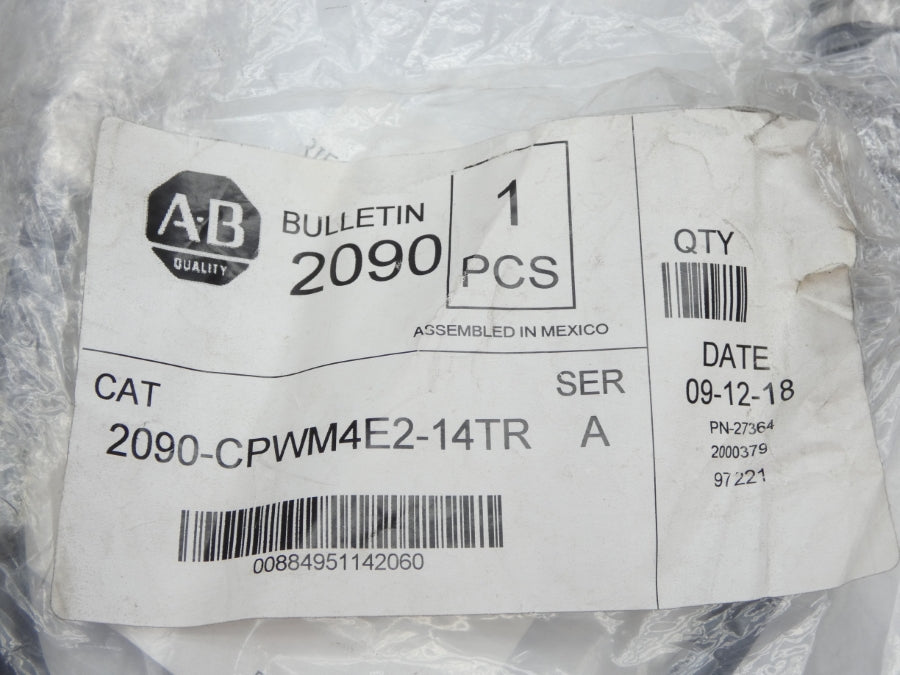 A-B
QUALITY
BULLETIN
2090
1
PCS
ASSEMBLED IN MEXICO
CAT
SER
2090-CPWM4E2-14TR A
00884951142060
QTY
DATE
09-12-18
PN-27364
2000379
97221